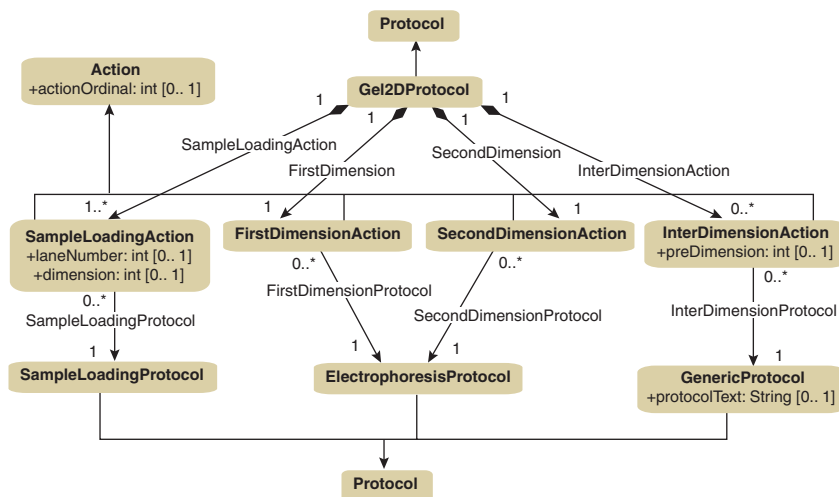 Protocol
Action
+actionOrdinal: int [0.. 1]
Gel2DProtocol
1
1
1
1
SampleLoadingAction
FirstDimension
SecondDimension
InterDimensionAction
1..*
1
1
0..*
SampleLoadingAction
+laneNumber: int [0.. 1]
+dimension: int [0.. 1]
FirstDimensionAction
SecondDimensionAction
InterDimensionAction
+preDimension: int [0.. 1]
0..*
0..*
0..*
0..*
FirstDimensionProtocol
SampleLoadingProtocol
SecondDimensionProtocol
InterDimensionProtocol
1
1
1
1
SampleLoadingProtocol
ElectrophoresisProtocol
GenericProtocol
+protocolText: String [0.. 1]
Protocol